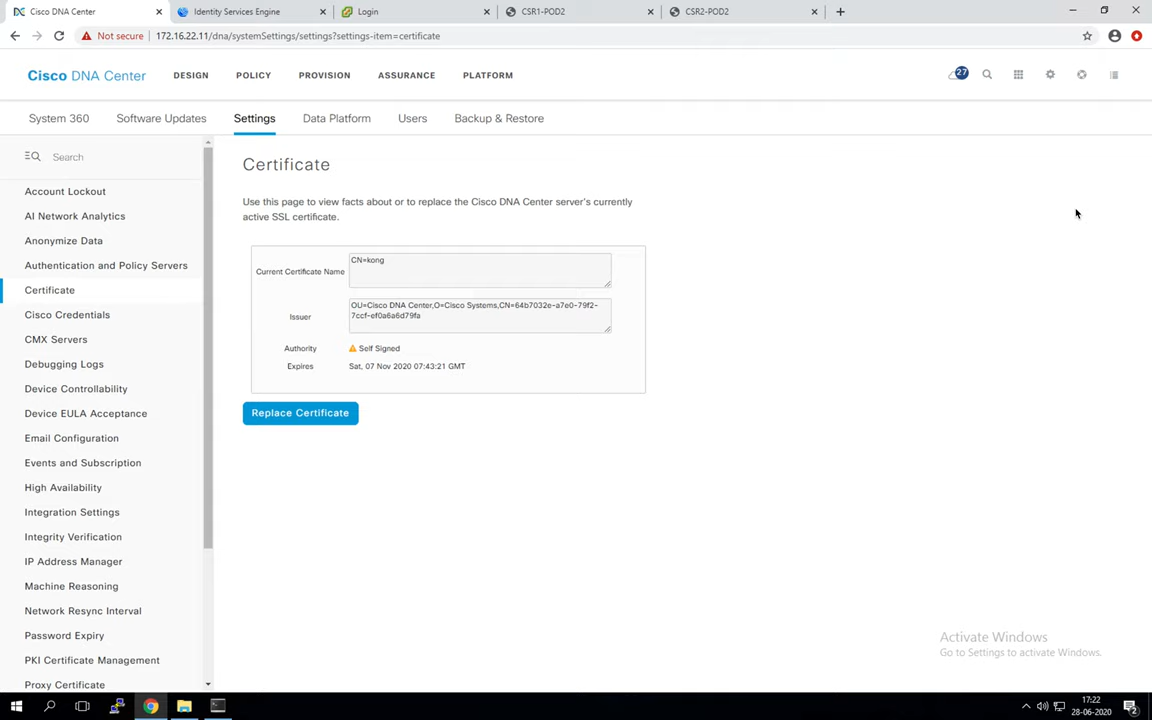 Cisco DNA Center
Identity Services Engine
Login
CSR1-POD2
CSR2-POD2
Not secure
172.16.22.11/dna/systemSettings/settings?settings-item=certificate
Cisco DNA Center
DESIGN
POLICY
PROVISION
ASSURANCE
PLATFORM
27
System 360
Software Updates
Settings
Data Platform
Users
Backup & Restore
Search
Account Lockout
AI Network Analytics
Anonymize Data
Authentication and Policy Servers
Certificate
Cisco Credentials
CMX Servers
Debugging Logs
Device Controllability
Device EULA Acceptance
Email Configuration
Events and Subscription
High Availability
Integration Settings
Integrity Verification
IP Address Manager
Machine Reasoning
Network Resync Interval
Password Expiry
PKI Certificate Management
Proxy Certificate
Certificate
Use this page to view facts about or to replace the Cisco DNA Center server's currently
active SSL certificate.
Current Certificate Name
CN=kong
Issuer
OU=Cisco DNA Center,O=Cisco Systems,CN=64b7032e-a7e0-79f2-
7ccf-ef0a6a6d79fa
Authority
Self Signed
Expires
Sat, 07 Nov 2020 07:43:21 GMT
Replace Certificate
Activate Windows
Go to Settings to activate Windows.
17:22
28-06-2020
2